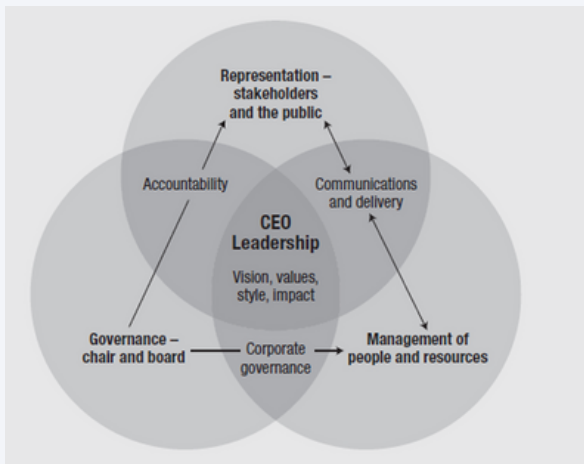 Representation –
stakeholders
and the public
Accountability
Communications
and delivery
CEO
Leadership
Vision, values,
style, impact
Governance –
chair and board
Corporate
governance
Management of
people and resources